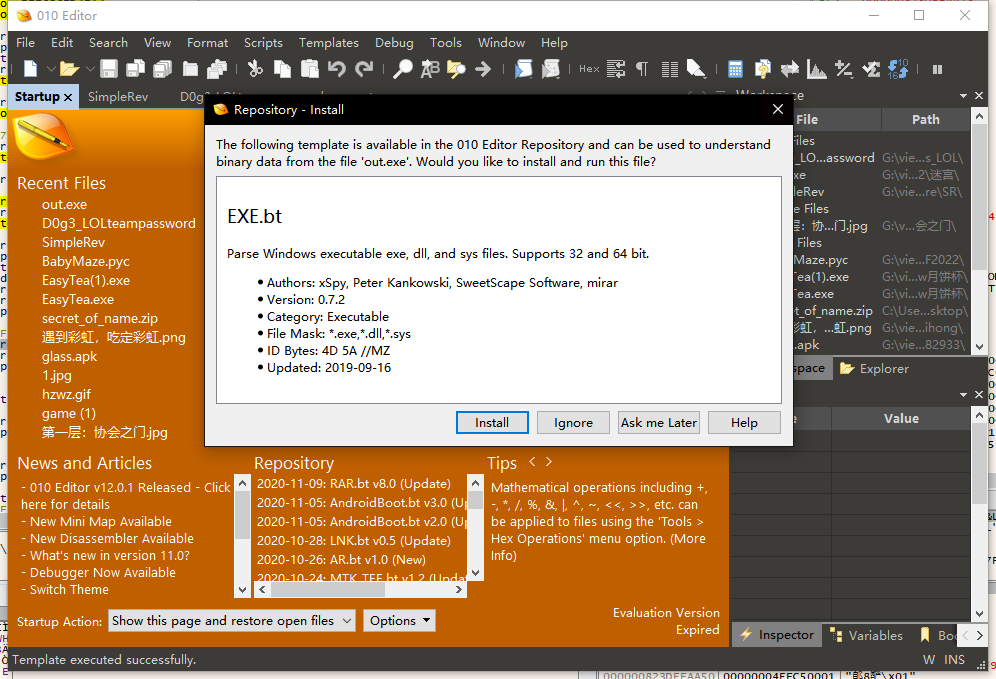 010 Editor
File Edit Search View Format Scripts Templates Debug Tools Window Help
Hex
Startup SimpleRev
Repository - Install
The following template is available in the 010 Editor Repository and can be used to understand
binary data from the file 'out.exe'. Would you like to install and run this file?
EXE.bt
Parse Windows executable exe, dll, and sys files. Supports 32 and 64 bit.
• Authors: xSpy, Peter Kankowski, SweetScape Software, mirar
• Version: 0.7.2
• Category: Executable
• File Mask: *.exe,*.dll,*.sys
• ID Bytes: 4D 5A //MZ
• Updated: 2019-09-16
Install Ignore Ask me Later Help
Recent Files
out.exe
D0g3_LOLteampassword
SimpleRev
BabyMaze.pyc
EasyTea(1).exe
EasyTea.exe
secret_of_name.zip
遇到彩虹，吃定彩虹.png
glass.apk
1.jpg
hzwz.gif
game (1)
第一层：协会之门.jpg
File Path
Files
_LO...assword G:\vie...s_LOL\
xe G:\vi...2\迷宫\
leRev G:\vie...re\SR\
e Files
层：协...门.jpg G:\v...会之门\
Files
Maze.pyc G:\vie...F2022\
Tea(1).exe G:\vi...w月饼杯\
Tea.exe G:\vi...w月饼杯\
t_of_name.zip C:\Use...sktop\
彩虹，...虹.png G:\vie...ihong\
.apk G:\vie...82933\
space Explorer
Value
News and Articles
- 010 Editor v12.0.1 Released - Click
here for details
- New Mini Map Available
- New Disassembler Available
- What's new in version 11.0?
- Debugger Now Available
- Switch Theme
Repository
2020-11-09: RAR.bt v8.0 (Update)
2020-11-05: AndroidBoot.bt v3.0 (Up
2020-11-05: AndroidBoot.bt v2.0 (Up
2020-10-28: LNK.bt v0.5 (Update)
2020-10-26: AR.bt v1.0 (New)
2020-10-24: MTK_TEE.bt v1.2 (Upda
Tips < >
Mathematical operations including +,
-, *, /, %, &, |, ^, ~, <<, >>, etc. can
be applied to files using the 'Tools >
Hex Operations' menu option. (More
Info)
Startup Action: Show this page and restore open files Options
Evaluation Version
Expired
Inspector Variables Boo
Template executed successfully.
W INS